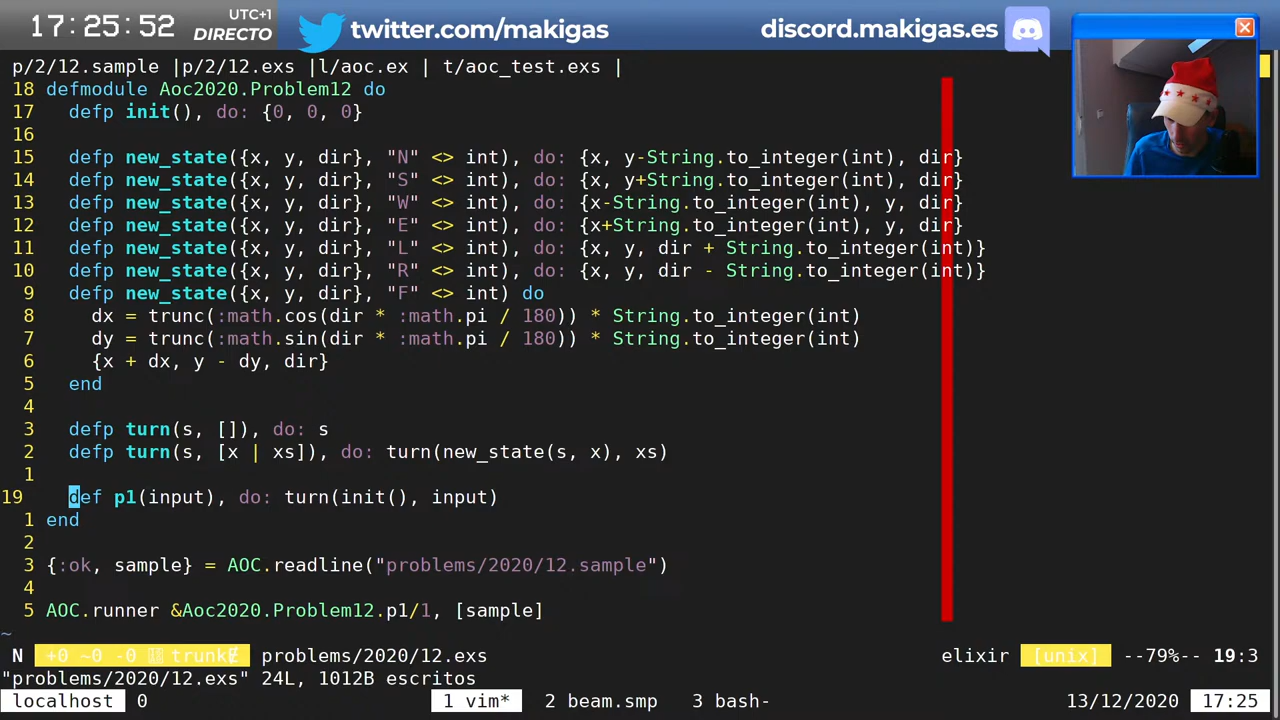 17:25:52 UTC+1 DIRECTO twitter.com/makigas discord.makigas.es
p/2/12.sample |p/2/12.exs |l/aoc.ex | t/aoc_test.exs |
18 defmodule Aoc2020.Problem12 do
17   defp init(), do: {0, 0, 0}
16
15   defp new_state({x, y, dir}, "N" <> int), do: {x, y-String.to_integer(int), dir}
14   defp new_state({x, y, dir}, "S" <> int), do: {x, y+String.to_integer(int), dir}
13   defp new_state({x, y, dir}, "W" <> int), do: {x-String.to_integer(int), y, dir}
12   defp new_state({x, y, dir}, "E" <> int), do: {x+String.to_integer(int), y, dir}
11   defp new_state({x, y, dir}, "L" <> int), do: {x, y, dir + String.to_integer(int)}
10   defp new_state({x, y, dir}, "R" <> int), do: {x, y, dir - String.to_integer(int)}
9   defp new_state({x, y, dir}, "F" <> int) do
8     dx = trunc(:math.cos(dir * :math.pi / 180)) * String.to_integer(int)
7     dy = trunc(:math.sin(dir * :math.pi / 180)) * String.to_integer(int)
6     {x + dx, y - dy, dir}
5   end
4
3   defp turn(s, []), do: s
2   defp turn(s, [x | xs]), do: turn(new_state(s, x), xs)
1
19   def p1(input), do: turn(init(), input)
1 end
2
3 {:ok, sample} = AOC.readline("problems/2020/12.sample")
4
5 AOC.runner &Aoc2020.Problem12.p1/1, [sample]
~
N +0 ~0 -0 trunk problems/2020/12.exs elixir [unix] --79%-- 19:3
"problems/2020/12.exs" 24L, 1012B escritos
localhost 0 1 vim* 2 beam.smp 3 bash- 13/12/2020 17:25